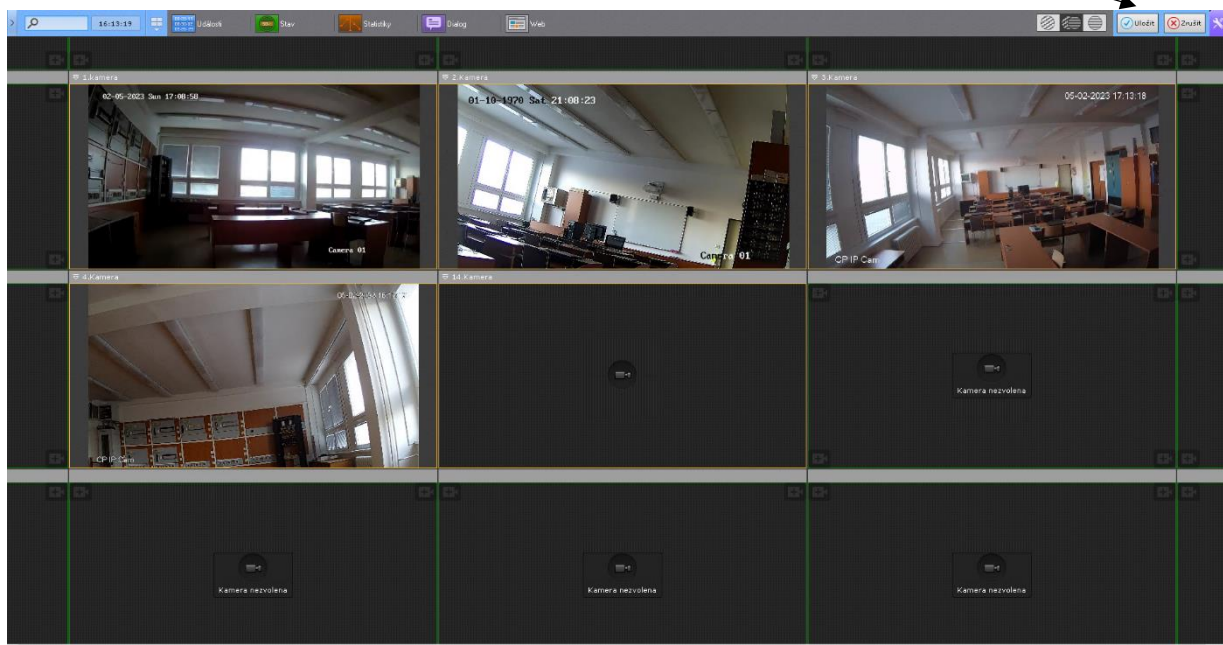 16:13:19 Události Stav Statistiky Dialog Web Uložit Zrušit
1.kamera
02-05-2023 Sun 17:08:58
Camera 01
2.Kamera
01-10-1970 Sat 21:08:23
Camera 01
3.Kamera
05-02-2023 17:13:18
CP IP Cam
4.Kamera
CP IP Cam
14.Kamera
Kamera nezvolena
Kamera nezvolena
Kamera nezvolena
Kamera nezvolena